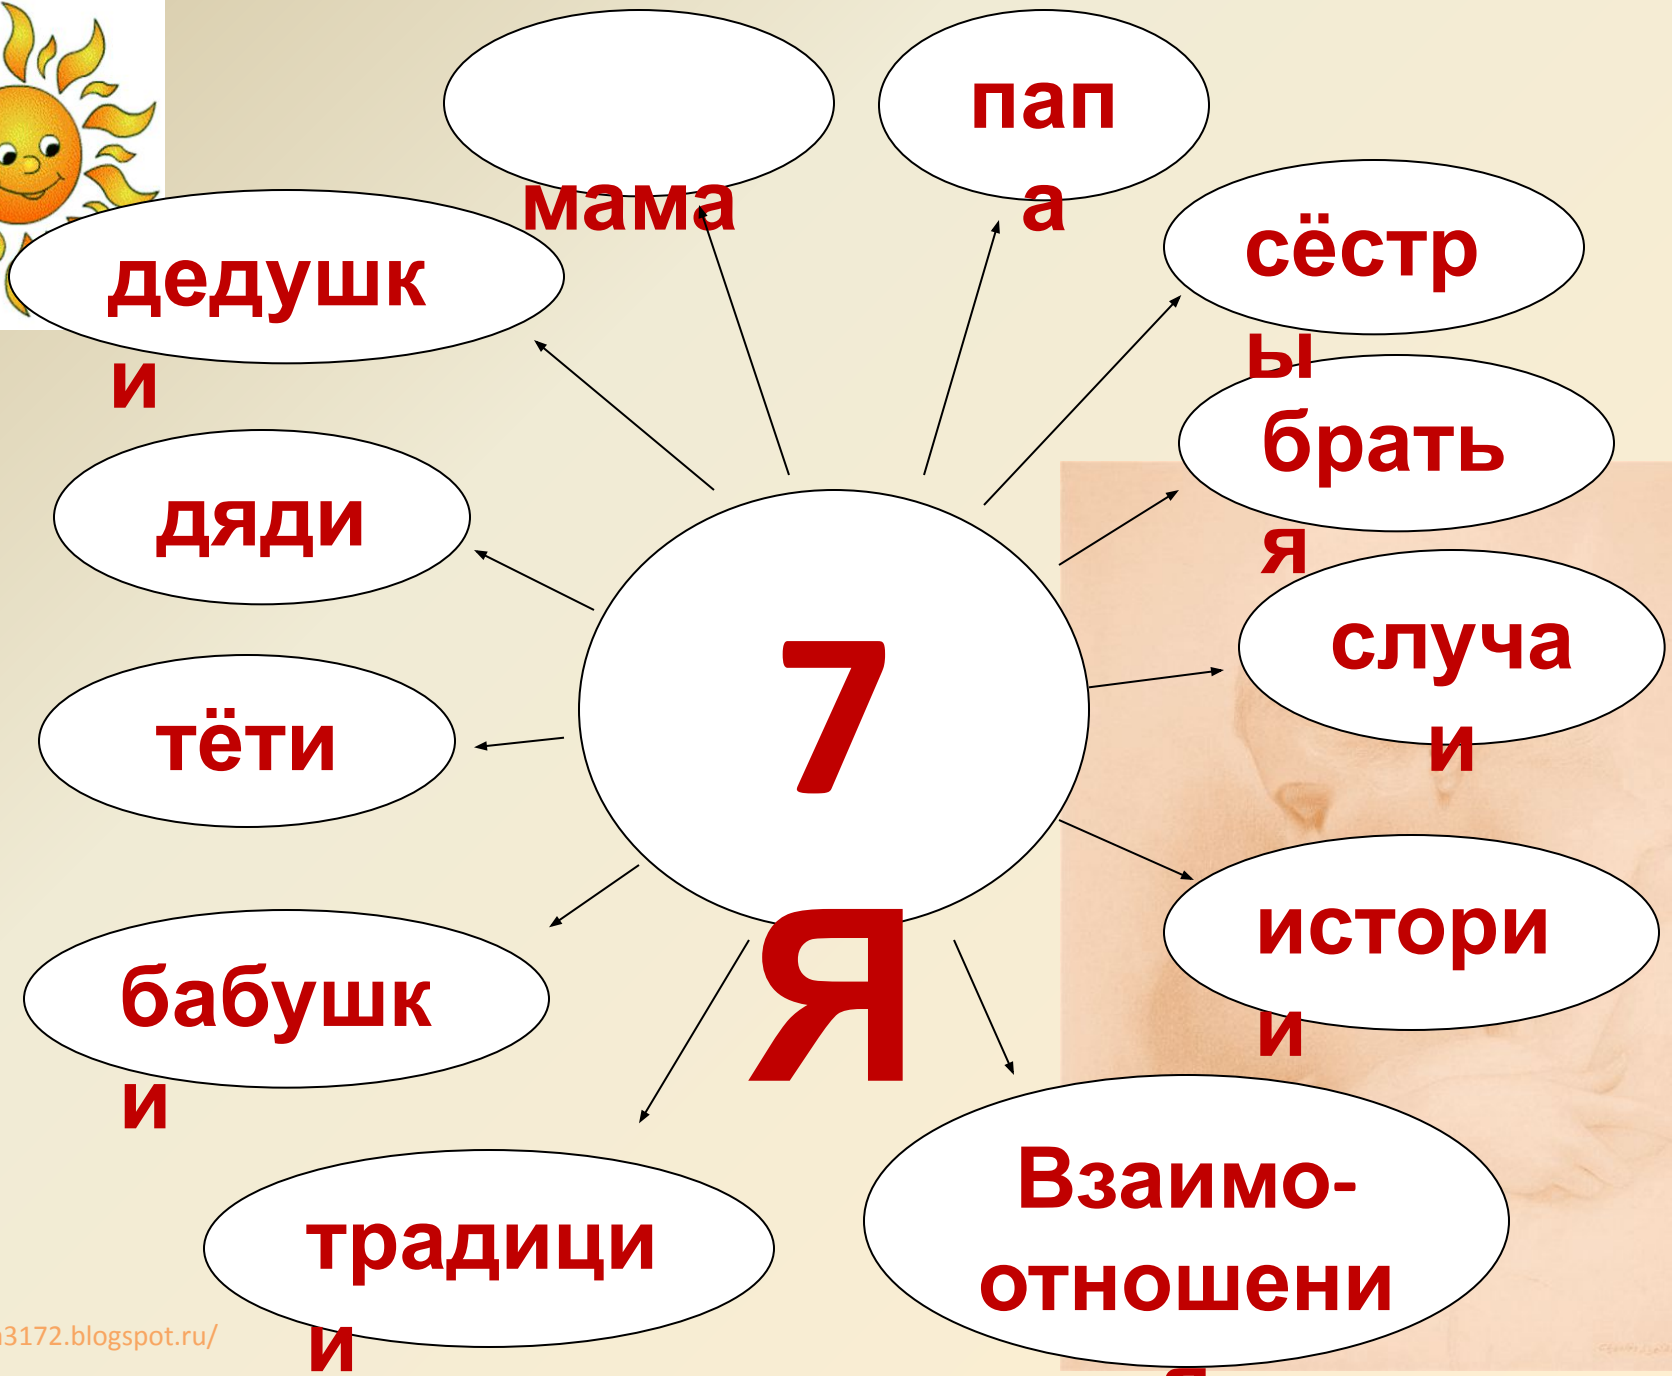 мама
пап
а
дедушк
и
сёстр
ы
брать
я
дяди
случа
и
7
Я
тёти
истори
и
бабушк
и
традици
и
Взаимо-
отношени
я
3172.blogspot.ru/